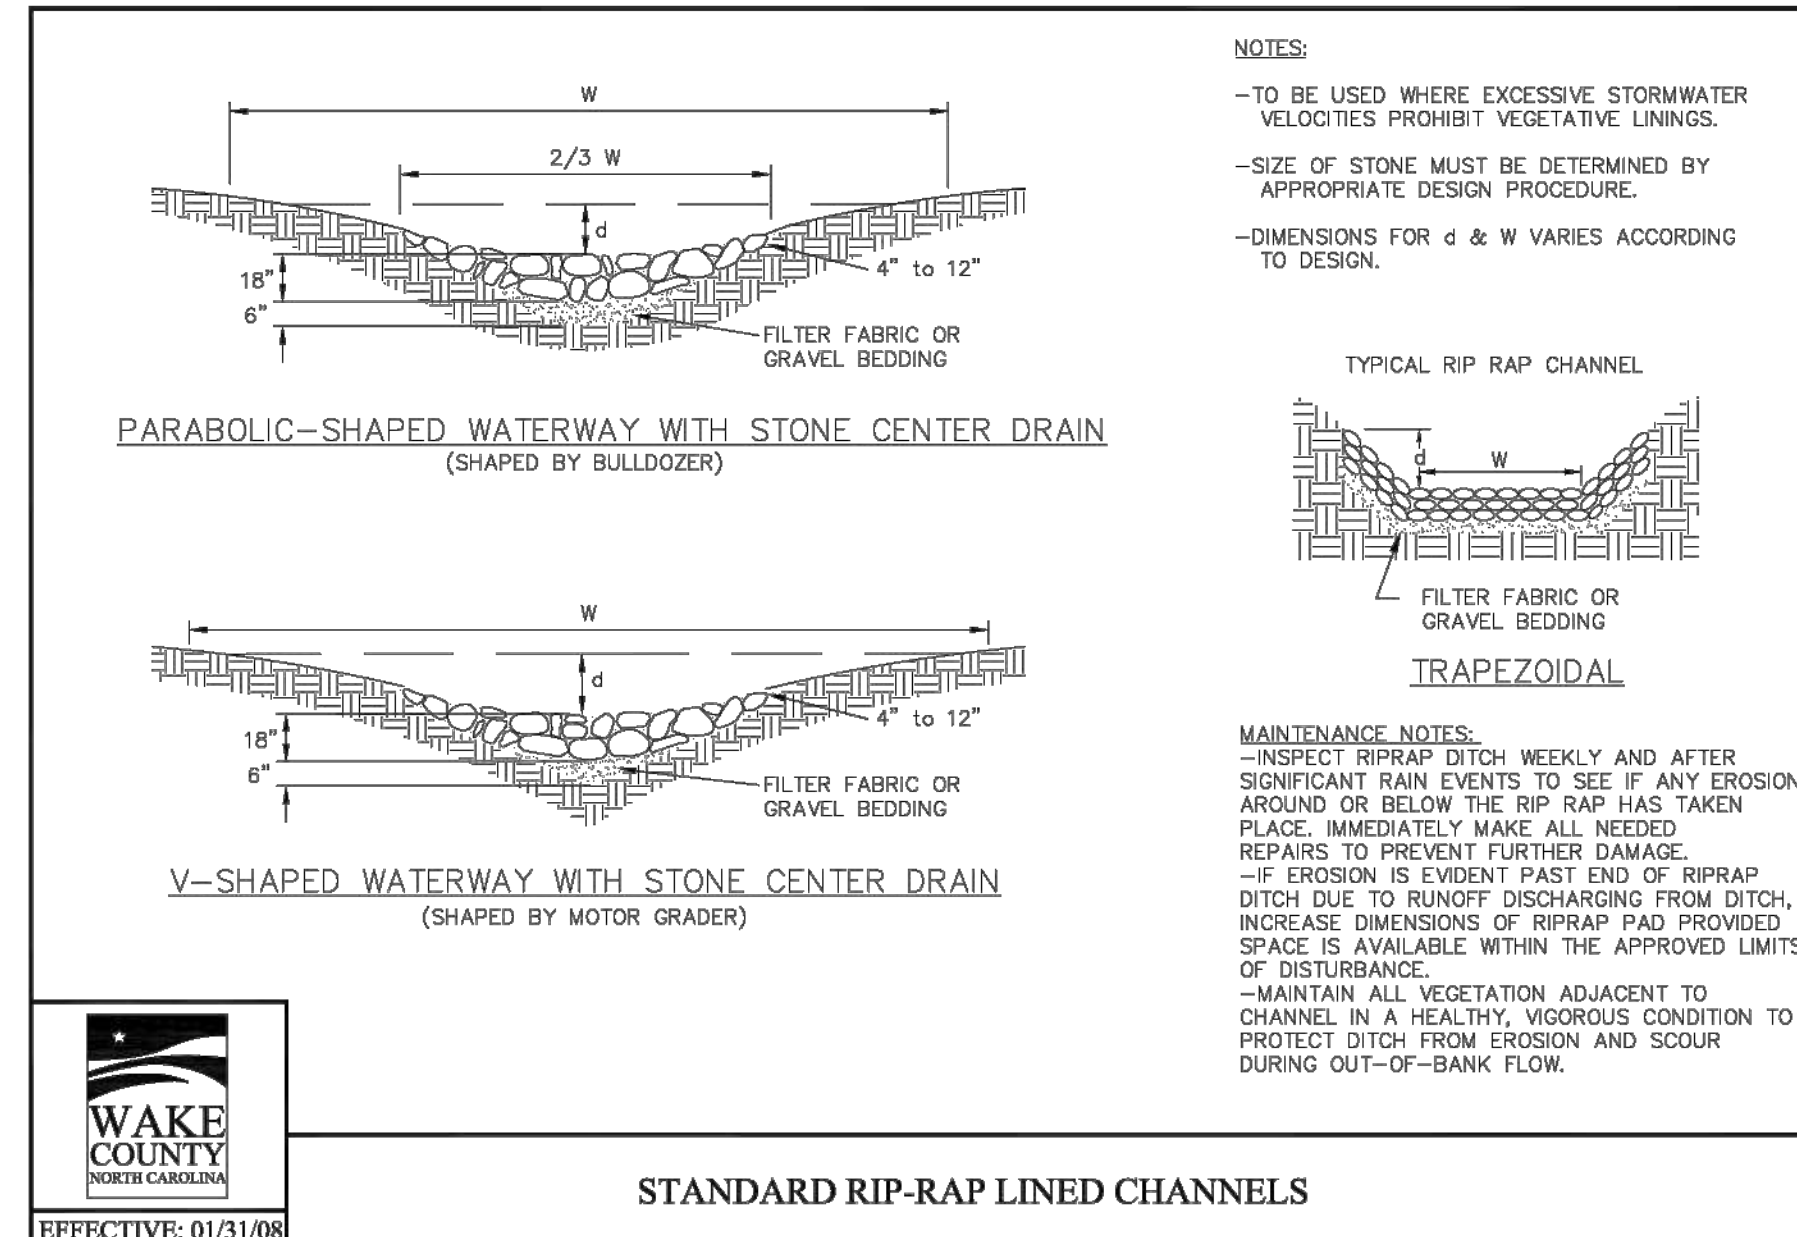 W
2/3 W
d
18"
6"
4" to 12"
FILTER FABRIC OR
GRAVEL BEDDING
PARABOLIC-SHAPED WATERWAY WITH STONE CENTER DRAIN
(SHAPED BY BULLDOZER)
W
d
18"
6"
4" to 12"
FILTER FABRIC OR
GRAVEL BEDDING
V-SHAPED WATERWAY WITH STONE CENTER DRAIN
(SHAPED BY MOTOR GRADER)
NOTES:
-TO BE USED WHERE EXCESSIVE STORMWATER
VELOCITIES PROHIBIT VEGETATIVE LININGS.
-SIZE OF STONE MUST BE DETERMINED BY
APPROPRIATE DESIGN PROCEDURE.
-DIMENSIONS FOR d & W VARIES ACCORDING
TO DESIGN.
TYPICAL RIP RAP CHANNEL
d
W
FILTER FABRIC OR
GRAVEL BEDDING
TRAPEZOIDAL
MAINTENANCE NOTES:
-INSPECT RIPRAP DITCH WEEKLY AND AFTER
SIGNIFICANT RAIN EVENTS TO SEE IF ANY EROSION
AROUND OR BELOW THE RIP RAP HAS TAKEN
PLACE. IMMEDIATELY MAKE ALL NEEDED
REPAIRS TO PREVENT FURTHER DAMAGE.
-IF EROSION IS EVIDENT PAST END OF RIPRAP
DITCH DUE TO RUNOFF DISCHARGING FROM DITCH,
INCREASE DIMENSIONS OF RIPRAP PAD PROVIDED
SPACE IS AVAILABLE WITHIN THE APPROVED LIMITS
OF DISTURBANCE.
-MAINTAIN ALL VEGETATION ADJACENT TO
CHANNEL IN A HEALTHY, VIGOROUS CONDITION TO
PROTECT DITCH FROM EROSION AND SCOUR
DURING OUT-OF-BANK FLOW.
WAKE
COUNTY
NORTH CAROLINA
EFFECTIVE: 01/31/08
STANDARD RIP-RAP LINED CHANNELS